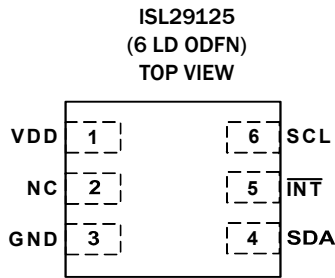 ISL29125
(6 LD ODFN)
TOP VIEW
VDD 1 6 SCL
NC 2 5 INT
GND 3 4 SDA